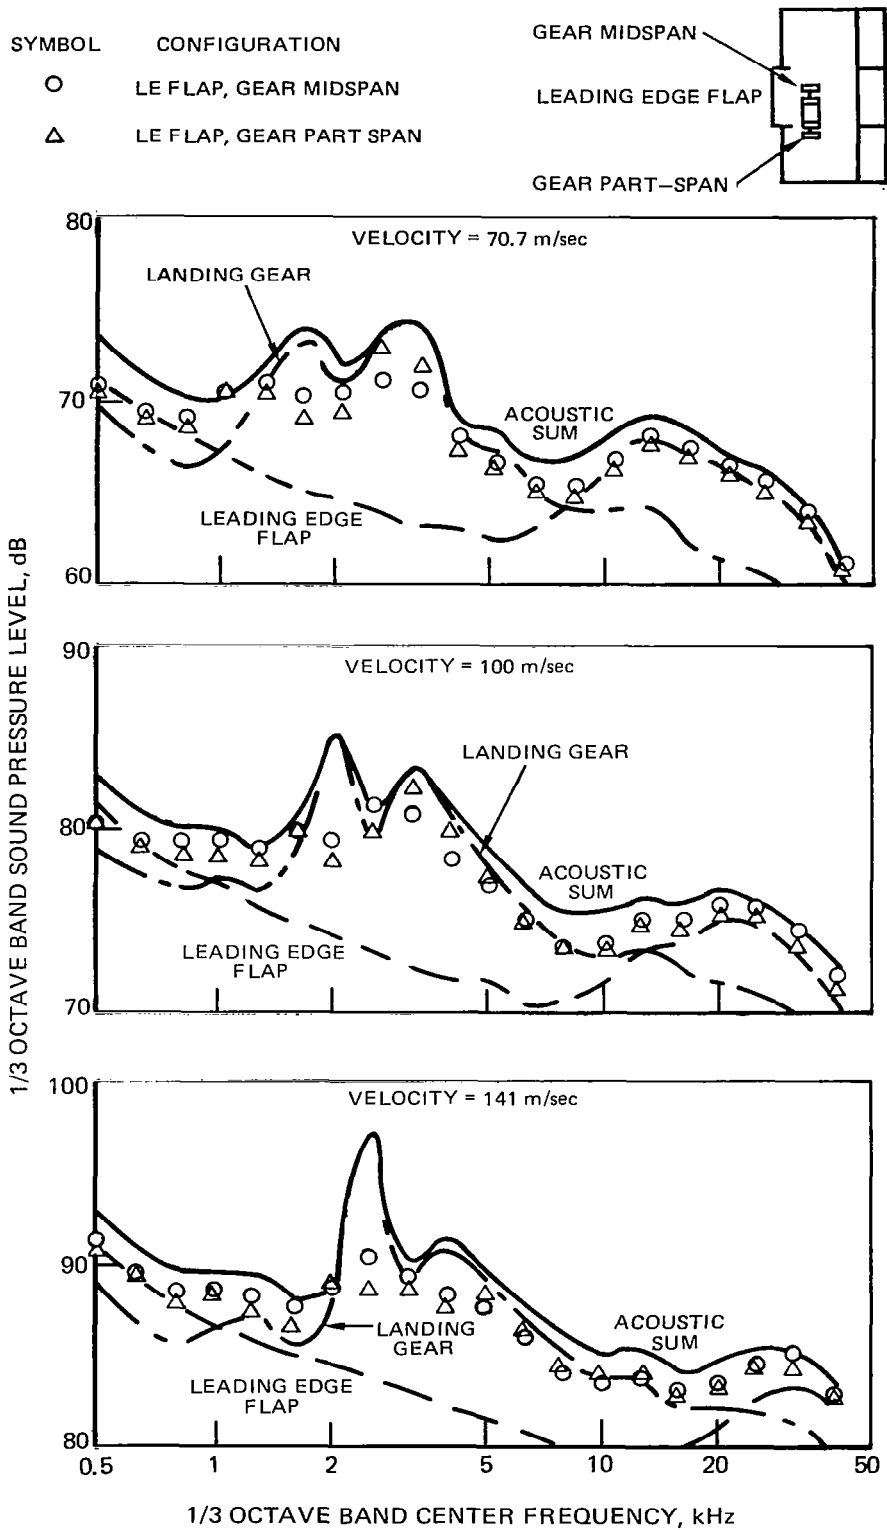 SYMBOL CONFIGURATION
LE FLAP, GEAR MIDSPAN
LE FLAP, GEAR PART SPAN
GEAR MIDSPAN
LEADING EDGE FLAP
GEAR PART–SPAN
1/3 OCTAVE BAND SOUND PRESSURE LEVEL, dB
80
VELOCITY = 70.7 m/sec
LANDING GEAR
70
ACOUSTIC
SUM
LEADING EDGE
FLAP
60
90
VELOCITY = 100 m/sec
LANDING GEAR
80
ACOUSTIC
SUM
LEADING EDGE
FLAP
70
100
VELOCITY = 141 m/sec
90
LANDING
GEAR
ACOUSTIC
SUM
LEADING EDGE
FLAP
80
0.5 1 2 5 10 20 50
1/3 OCTAVE BAND CENTER FREQUENCY, kHz